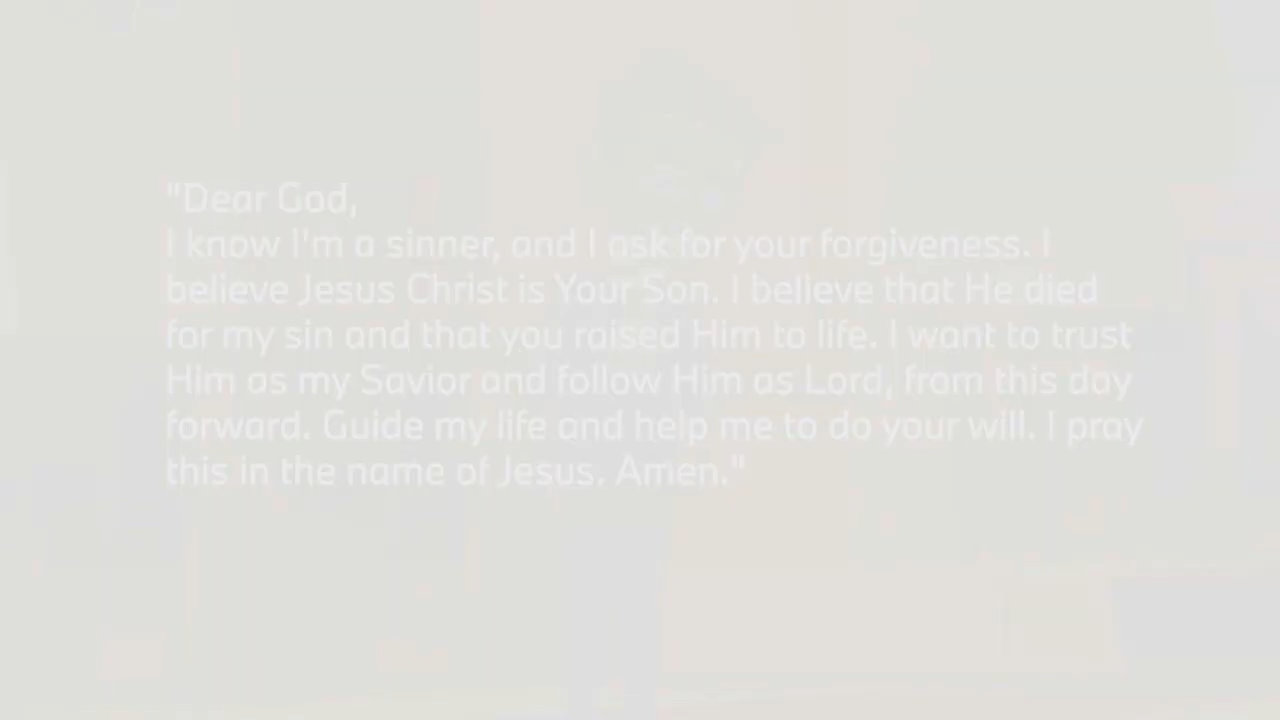 "Dear God,
I know I'm a sinner, and I ask for your forgiveness. I
believe Jesus Christ is Your Son. I believe that He died
for my sin and that you raised Him to life. I want to trust
Him as my Savior and follow Him as Lord, from this day
forward. Guide my life and help me to do your will. I pray
this in the name of Jesus. Amen."